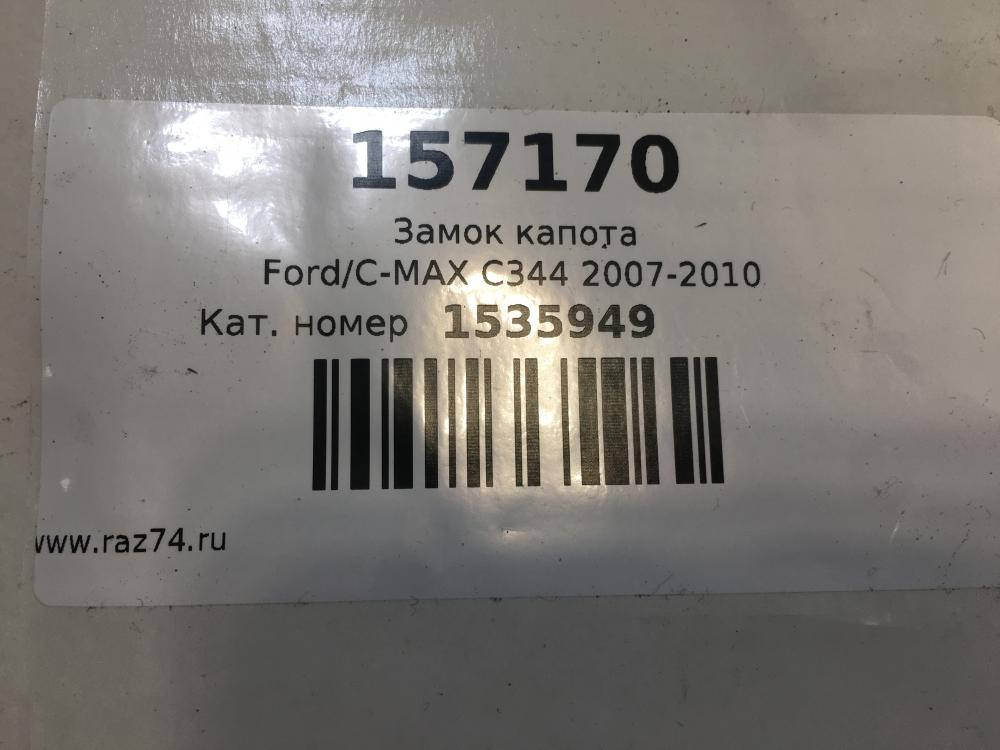 157170
Замок капота
Ford/C-MAX C344 2007-2010
Кат. номер 1535949
www.raz74.ru